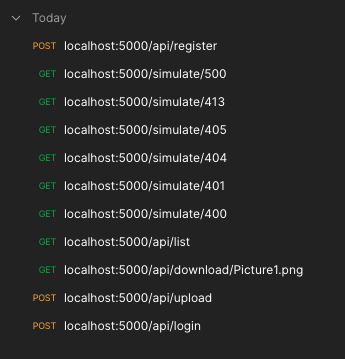 Today
POST localhost:5000/api/register
GET localhost:5000/simulate/500
GET localhost:5000/simulate/413
GET localhost:5000/simulate/405
GET localhost:5000/simulate/404
GET localhost:5000/simulate/401
GET localhost:5000/simulate/400
GET localhost:5000/api/list
GET localhost:5000/api/download/Picture1.png
POST localhost:5000/api/upload
POST localhost:5000/api/login